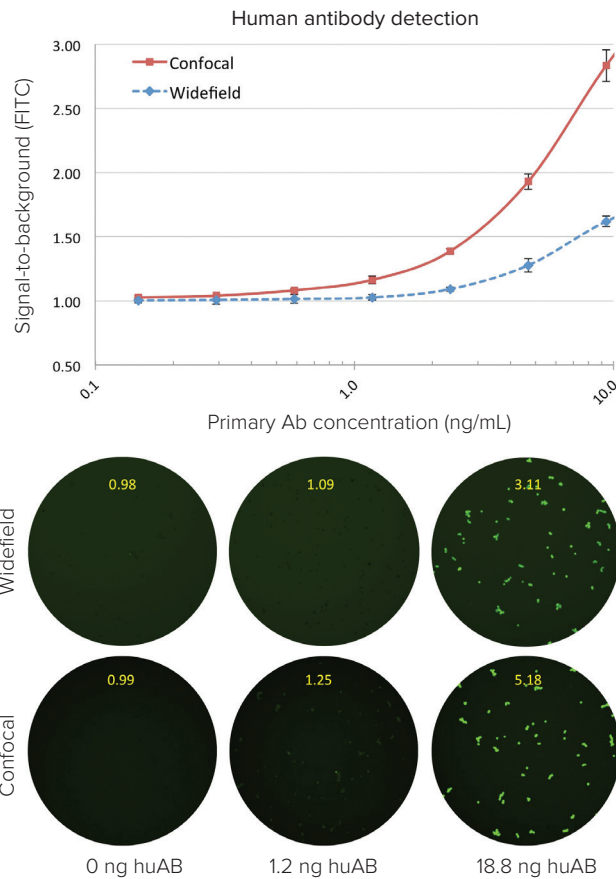 Human antibody detection
3.00
2.50
2.00
1.50
1.00
0.50
Signal-to-background (FITC)
Confocal
Widefield
0.1
1.0
10.0
Primary Ab concentration (ng/mL)
Widefield
0.98
1.09
3.11
Confocal
0.99
1.25
5.18
0 ng huAB
1.2 ng huAB
18.8 ng huAB